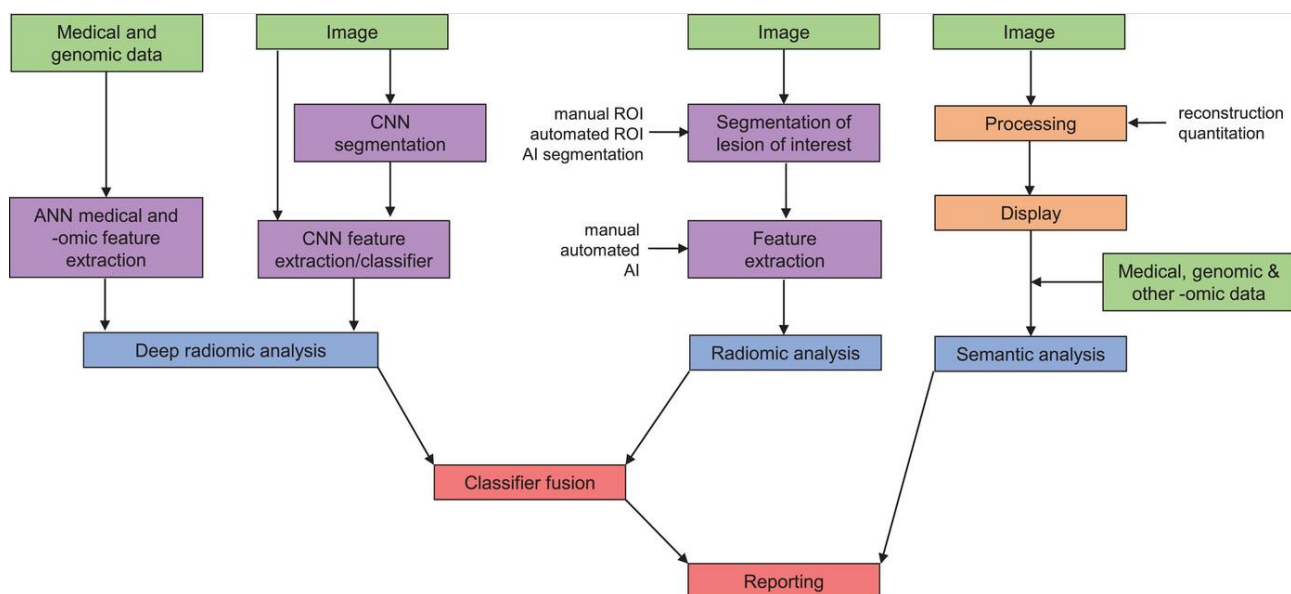 Medical and
genomic data
Image
Image
Image
CNN
segmentation
manual ROI
automated ROI
AI segmentation
Segmentation of
lesion of interest
Processing
reconstruction
quantitation
ANN medical and
-omic feature
extraction
CNN feature
extraction/classifier
manual
automated
AI
Feature
extraction
Display
Medical, genomic &
other -omic data
Deep radiomic analysis
Radiomic analysis
Semantic analysis
Classifier fusion
Reporting